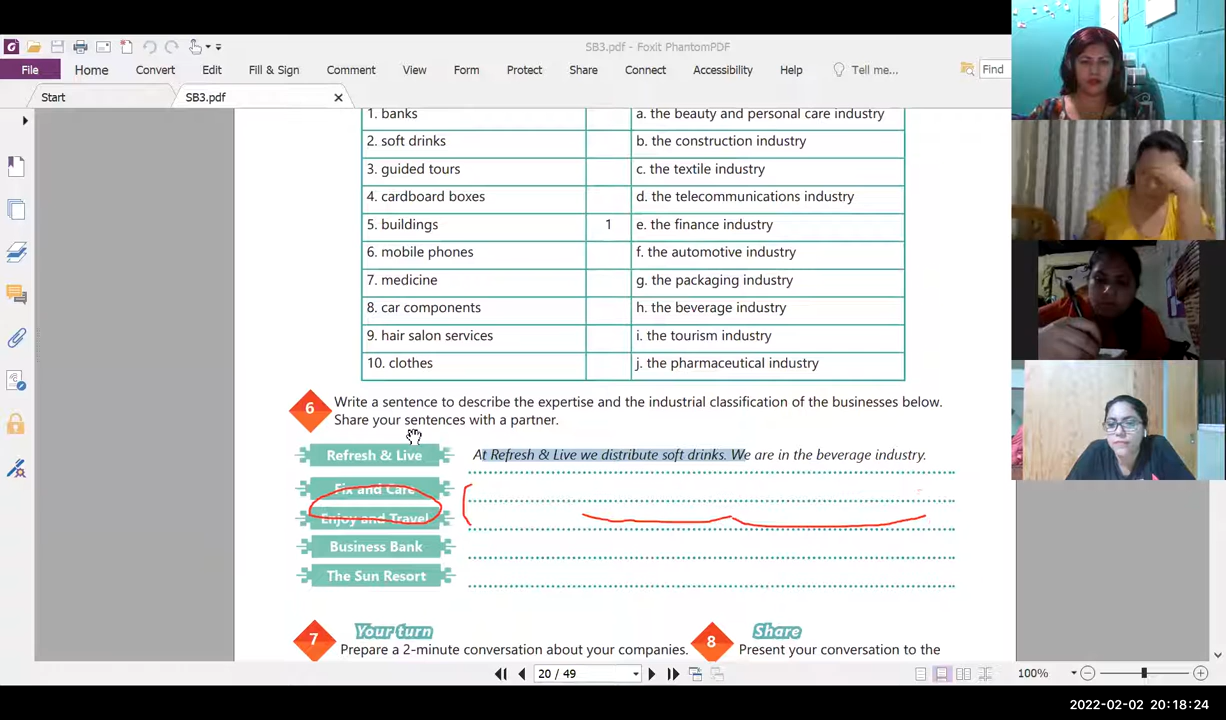 SB3.pdf - Foxit PhantomPDF
File Home Convert Edit Fill & Sign Comment View Form Protect Share Connect Accessibility Help Tell me... Find
Start SB3.pdf
1. banks a. the beauty and personal care industry
2. soft drinks b. the construction industry
3. guided tours c. the textile industry
4. cardboard boxes d. the telecommunications industry
5. buildings 1 e. the finance industry
6. mobile phones f. the automotive industry
7. medicine g. the packaging industry
8. car components h. the beverage industry
9. hair salon services i. the tourism industry
10. clothes j. the pharmaceutical industry
6 Write a sentence to describe the expertise and the industrial classification of the businesses below.
Share your sentences with a partner.
Refresh & Live At Refresh & Live we distribute soft drinks. We are in the beverage industry.
Fix and Care
Enjoy and Travel
Business Bank
The Sun Resort
7 Your turn 8 Share
Prepare a 2-minute conversation about your companies. Present your conversation to the
20 / 49 100%
2022-02-02 20:18:24